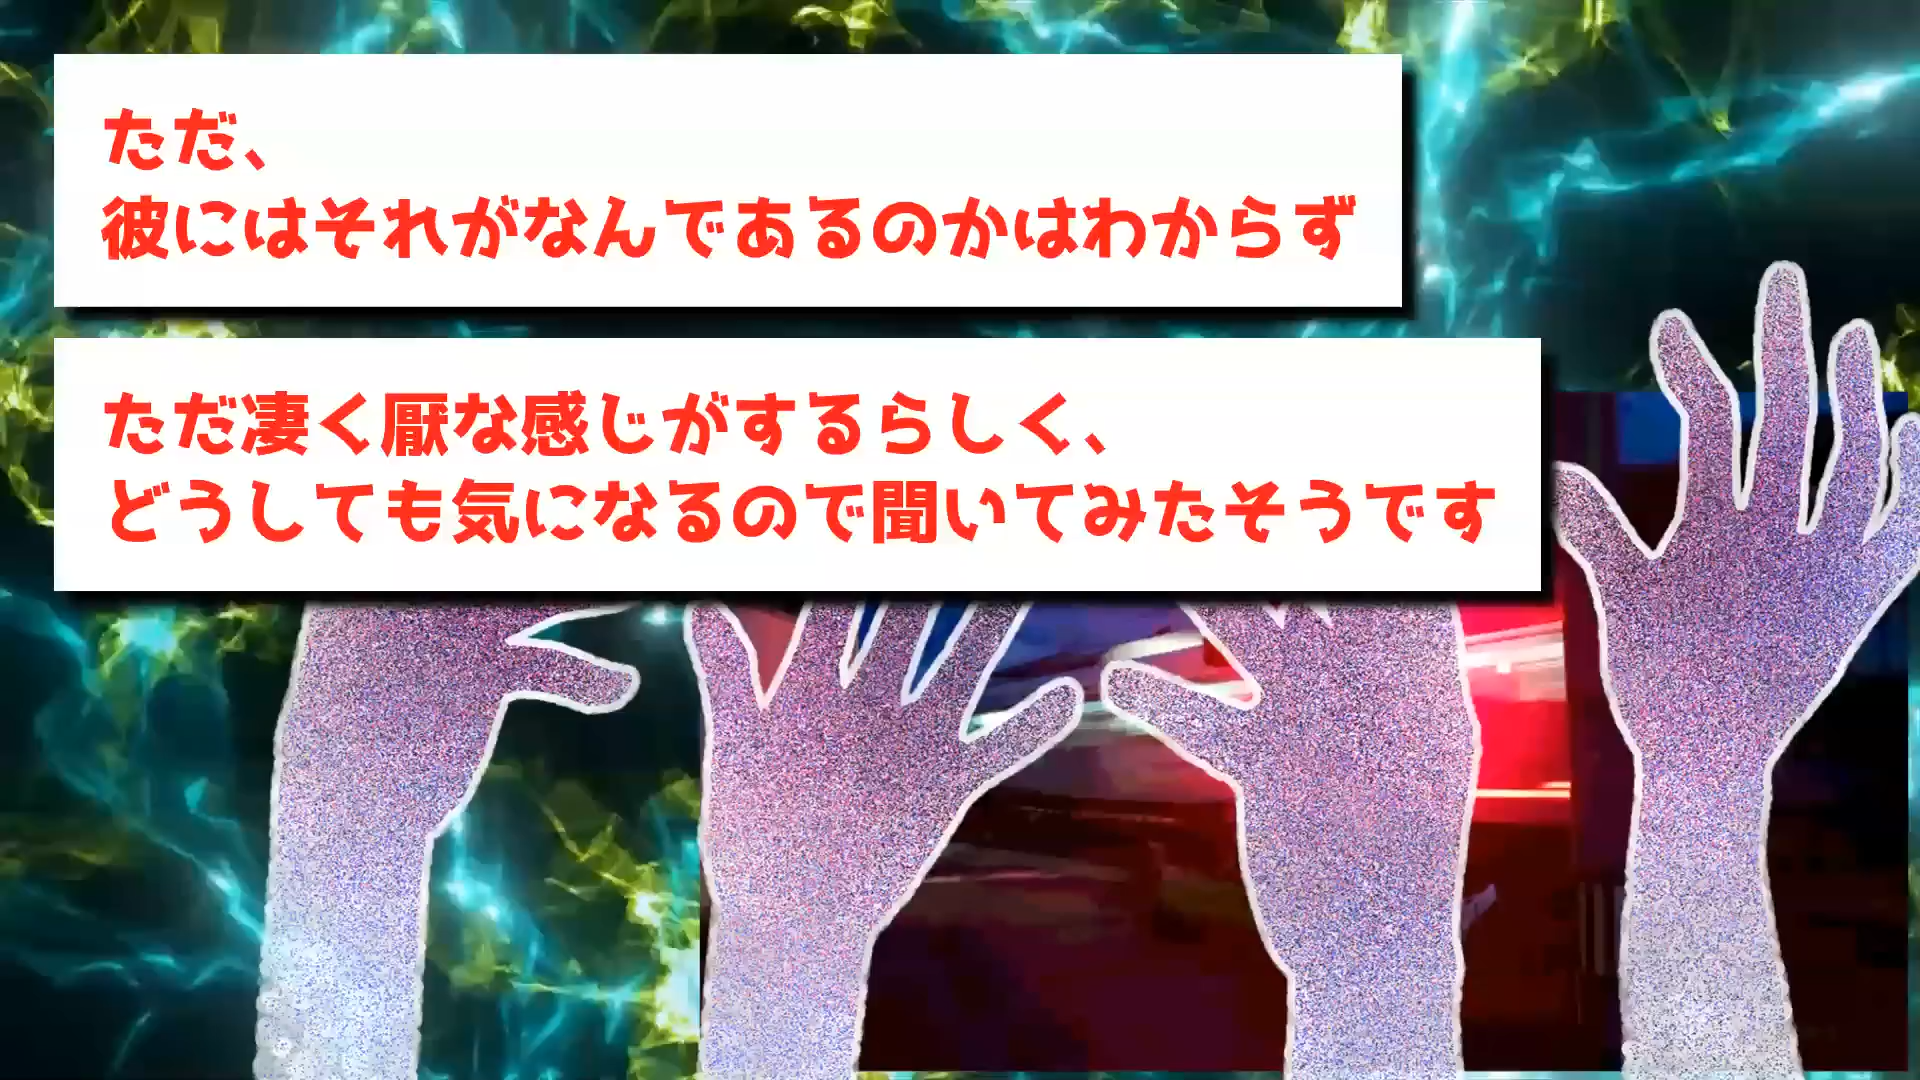 ただ、
彼にはそれがなんであるのかはわからず
ただ凄く厭な感じがするらしく、
どうしても気になるので聞いてみたそうです